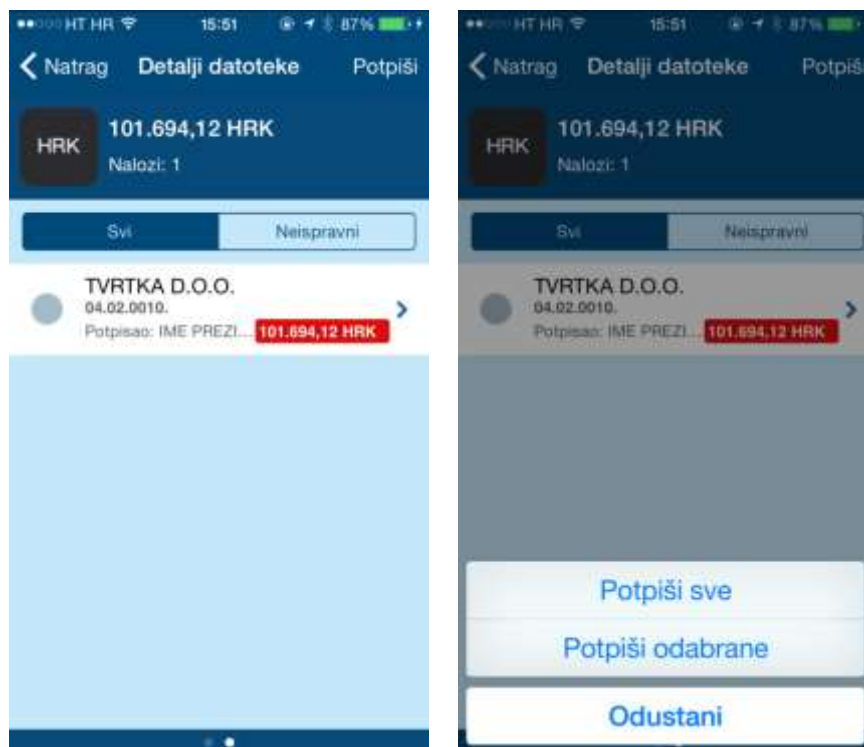 HT HR 15:51 87%
Natrag Detalji datoteke Potpiši
HRK
101.694,12 HRK
Nalozi: 1
Svi Neispravni
TVRTKA D.O.O.
04.02.0010.
Potpisao: IME PREZI... 101.694,12 HRK
HT HR 15:51 87%
Natrag Detalji datoteke Potpiši
HRK
101.694,12 HRK
Nalozi: 1
Svi Neispravni
TVRTKA D.O.O.
04.02.0010.
Potpisao: IME PREZI... 101.694,12 HRK
Potpiši sve
Potpiši odabrane
Odustani